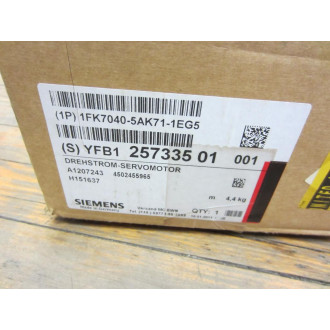 (1P) 1FK7040-5AK71-1EG5
(S) YFB1 257335 01 001
DREHSTROM-SERVOMOTOR
A1207243 4502455965
H151637
m 4,4 kg
SIEMENS
QTY: 1